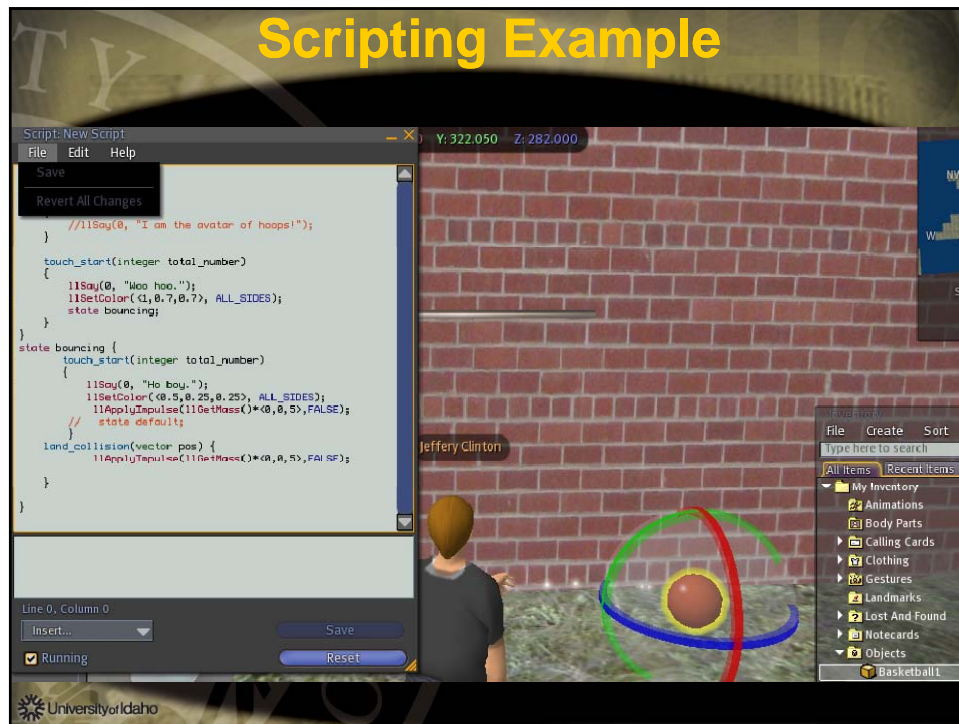 Scripting Example
Script: New Script
File Edit Help
Save
Revert All Changes
//llSay(0, "I am the avatar of hoops!");
}
touch_start(integer total_number)
{
llSay(0, "Woo hoo.");
llSetColor(<1,0.7,0.7>, ALL_SIDES);
state bouncing;
}
}
state bouncing {
touch_start(integer total_number)
{
llSay(0, "Ho boy.");
llSetColor(<0.5,0.25,0.25>, ALL_SIDES);
llApplyImpulse(llGetMass()*<0,0,5>,FALSE);
// state default;
}
land_collision(vector pos) {
llApplyImpulse(llGetMass()*<0,0,5>,FALSE);
}
}
Line 0, Column 0
Insert...
Save
Running
Reset
Y: 322.050 Z: 282.000
NW
W
S
Jeffery Clinton
Inventory
File Create Sort
Type here to search
All Items Recent Items
My Inventory
Animations
Body Parts
Calling Cards
Clothing
Gestures
Landmarks
Lost And Found
Notecards
Objects
Basketball1
University of Idaho